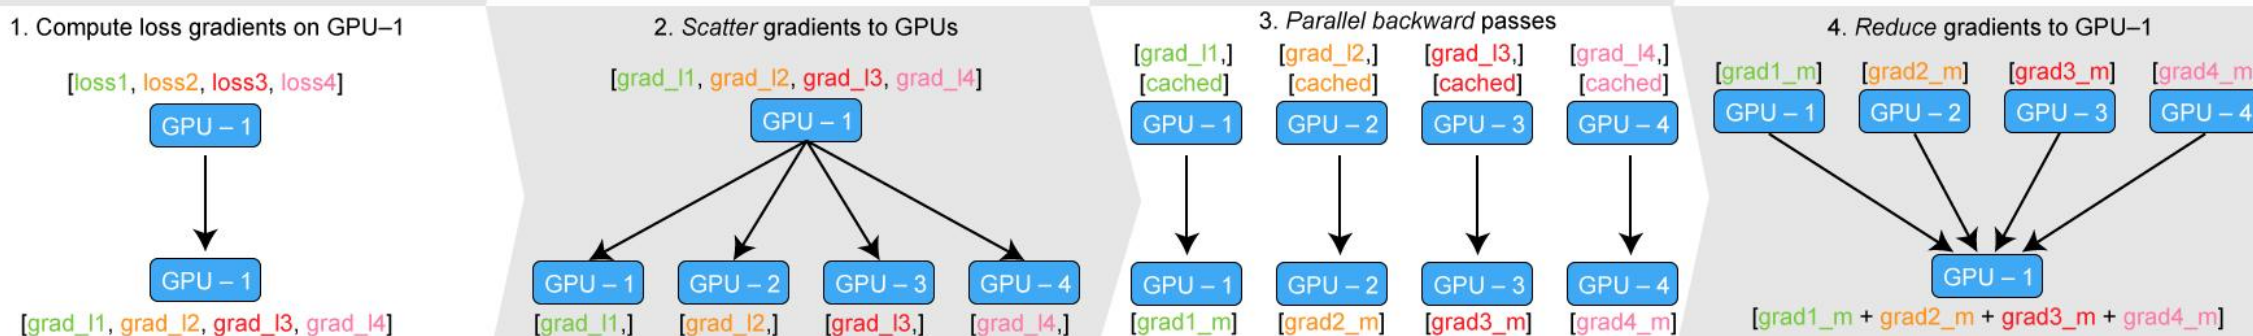 1. Compute loss gradients on GPU–1
[loss1, loss2, loss3, loss4]
GPU – 1
GPU – 1
[grad_l1, grad_l2, grad_l3, grad_l4]
2. Scatter gradients to GPUs
[grad_l1, grad_l2, grad_l3, grad_l4]
GPU – 1
GPU – 1 GPU – 2 GPU – 3 GPU – 4
[grad_l1,] [grad_l2,] [grad_l3,] [grad_l4,]
3. Parallel backward passes
[grad_l1,] [grad_l2,] [grad_l3,] [grad_l4,]
[cached] [cached] [cached] [cached]
GPU – 1 GPU – 2 GPU – 3 GPU – 4
GPU – 1 GPU – 2 GPU – 3 GPU – 4
[grad1_m] [grad2_m] [grad3_m] [grad4_m]
4. Reduce gradients to GPU–1
[grad1_m] [grad2_m] [grad3_m] [grad4_m
GPU – 1 GPU – 2 GPU – 3 GPU – 4
GPU – 1
[grad1_m + grad2_m + grad3_m + grad4_m]